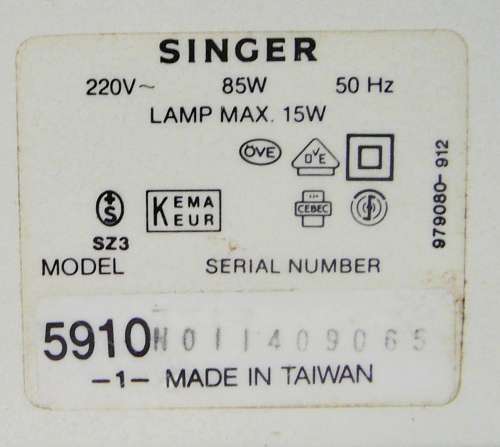 SINGER
220V~ 85W 50 Hz
LAMP MAX. 15W
ÖVE DVE
+S KEMA KEUR CEBEC
SZ3
979080-912
MODEL SERIAL NUMBER
5910 N011409065
-1- MADE IN TAIWAN